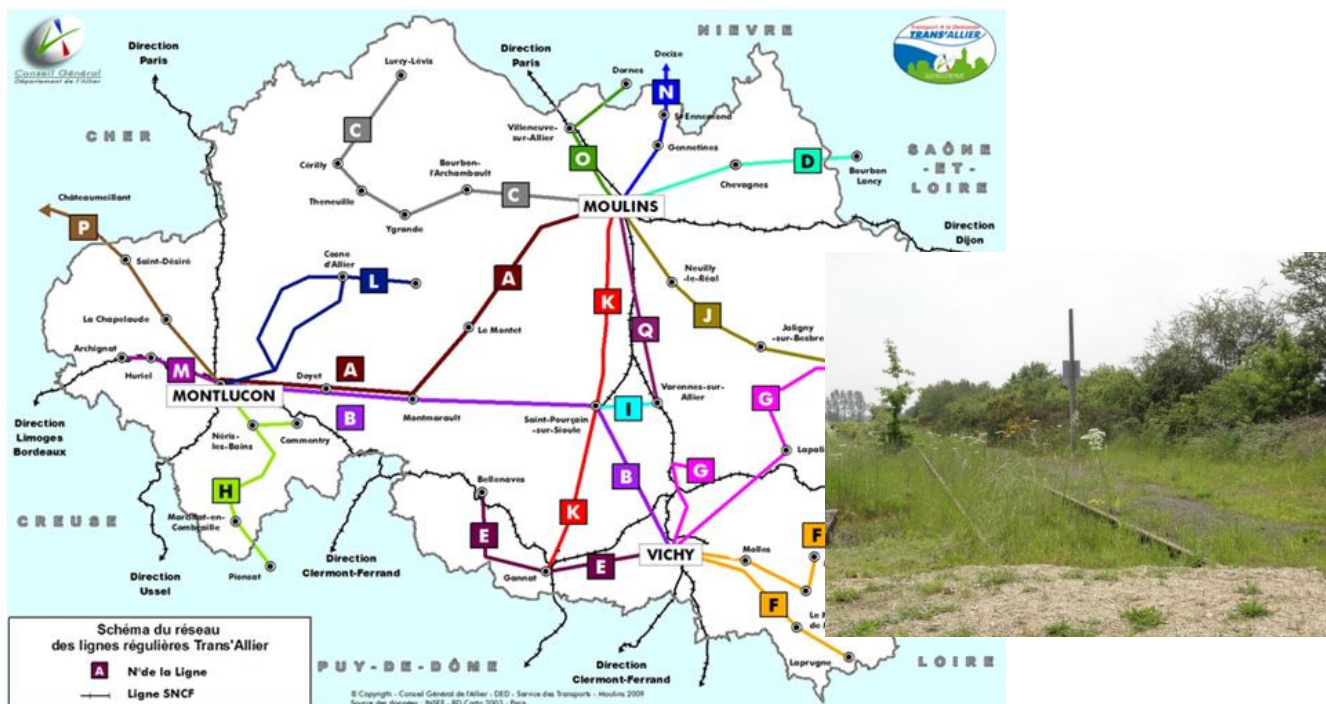 Conseil Général
Département de l'Allier
Direction
Paris
Lurcy-Lévis
Direction
Paris
NIEVRE
Decize
Dornes
TRANS'ALLIER
CHER
C
N
St Ennemond
Villeneuve
-sur-Allier
O
Gennetines
D
SAÔNE
-ET-
LOIRE
Cérilly
Bourbon-
l'Archambault
Chevagnes
Bourbon
Lancy
Châteaumeillant
Theneuille
C
MOULINS
Ygrande
P
Direction
Dijon
Saint-Désiré
Cosne
d'Allier
L
A
Neuilly
-le-Réal
K
La Chapelaude
Le Montet
Q
J
Jaligny
-sur-Besbre
Archignat
Huriel
M
Doyet
A
Varennes-sur-
Allier
G
MONTLUCON
B
Montmarault
Saint-Pourçain
-sur-Sioule
I
Direction
Limoges
Bordeaux
Néris
-les-Bains
Commentry
G
Bellenaves
B
H
K
CREUSE
Marcillat-en-
Combraille
E
F
Direction
Clermont-Ferrand
Gannat
E
VICHY
Direction
Ussel
Pionsat
F
Laprugne
Schéma du réseau
des lignes régulières Trans'Allier
A N° de la Ligne
Ligne SNCF
PUY-DE-DÔME
Direction
Clermont-Ferrand
LOIRE
© Copyrigth - Conseil Général de l'Allier - DED - Service des Transports - Moulins 2009